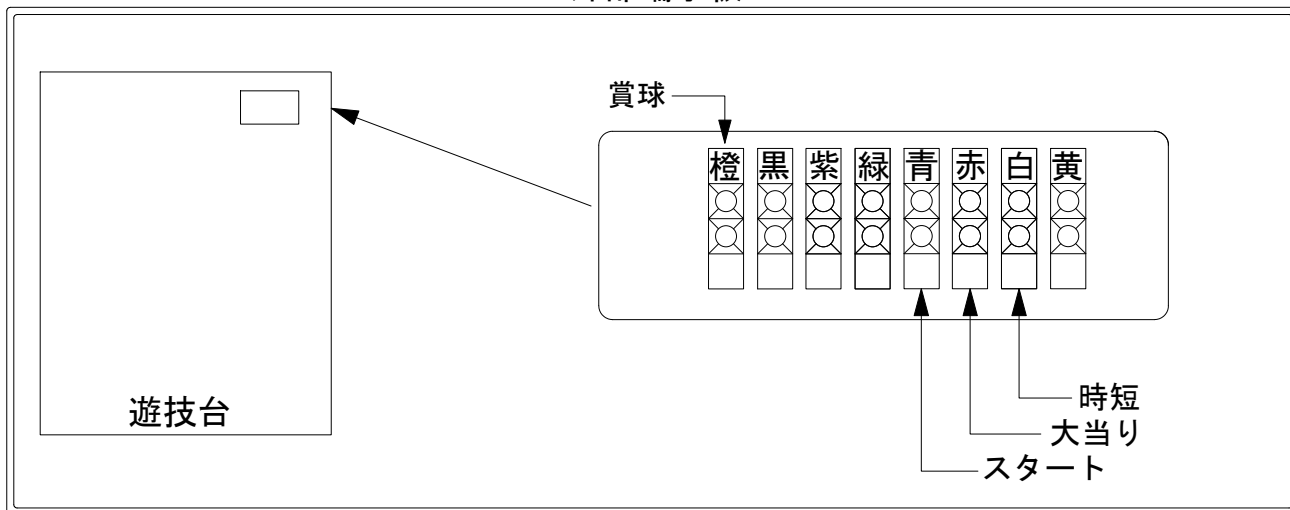 賞球
橙 黒 紫 緑 青 赤 白 黄
時短
大当り
スタート
遊技台